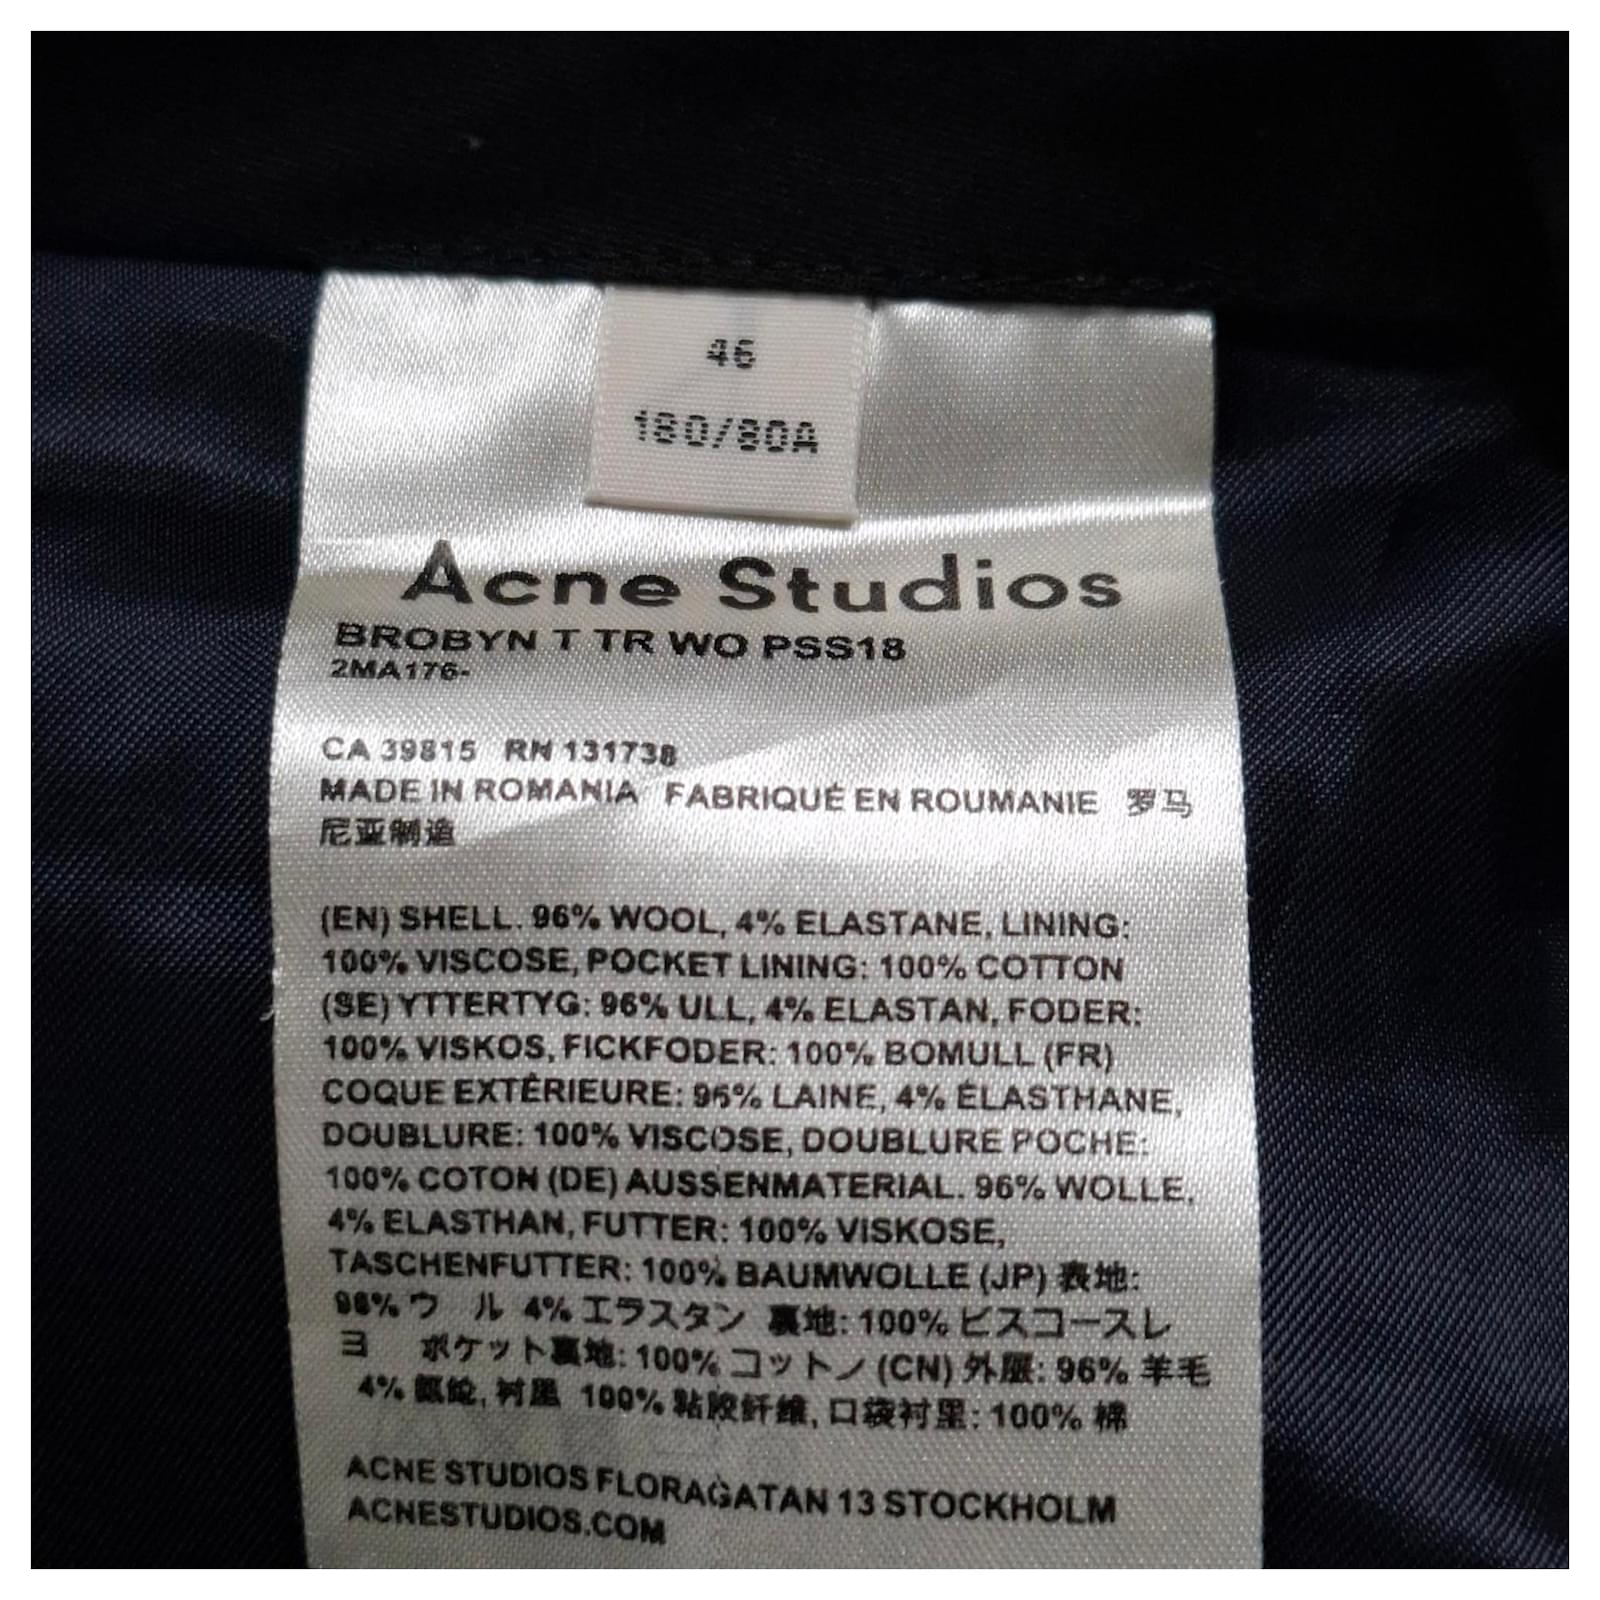 46
180/80A
Acne Studios
BROBYN T TR WO PSS18
2MA176-
CA 39815 RN 131738
MADE IN ROMANIA FABRIQUÉ EN ROUMANIE 罗马
尼亚制造
(EN) SHELL. 96% WOOL, 4% ELASTANE, LINING:
100% VISCOSE, POCKET LINING: 100% COTTON
(SE) YTTERTYG: 96% ULL, 4% ELASTAN, FODER:
100% VISKOS, FICKFODER: 100% BOMULL (FR)
COQUE EXTÉRIEURE: 96% LAINE, 4% ÉLASTHANE,
DOUBLURE: 100% VISCOSE, DOUBLURE POCHE:
100% COTON (DE) AUSSENMATERIAL. 96% WOLLE,
4% ELASTHAN, FUTTER: 100% VISKOSE,
TASCHENFUTTER: 100% BAUMWOLLE (JP) 表地:
96% ウ ル 4% エラスタン 裏地: 100% ビスコースレ
ヨ ポケット裏地: 100% コットン (CN) 外层: 96% 羊毛
4% 氨纶, 衬里 100% 粘胶纤维, 口袋衬里: 100% 棉
ACNE STUDIOS FLORAGATAN 13 STOCKHOLM
ACNESTUDIOS.COM